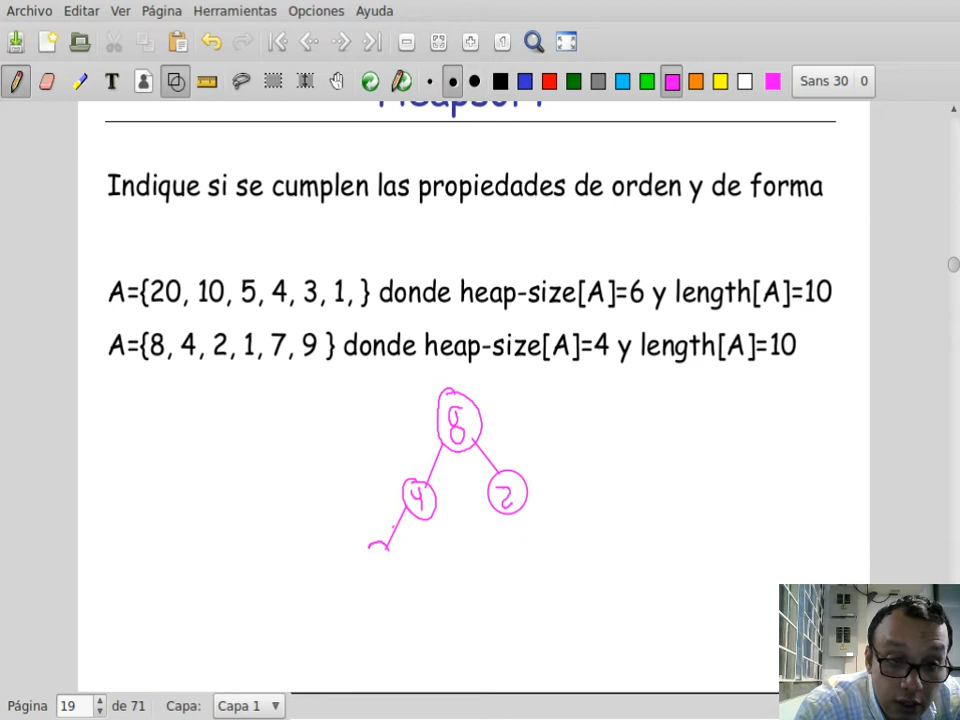 Archivo Editar Ver Página Herramientas Opciones Ayuda
T Sans 30 0
Heapsort
Indique si se cumplen las propiedades de orden y de forma
A={20, 10, 5, 4, 3, 1, } donde heap-size[A]=6 y length[A]=10
A={8, 4, 2, 1, 7, 9 } donde heap-size[A]=4 y length[A]=10
8
4 2
Página 19 de 71 Capa: Capa 1